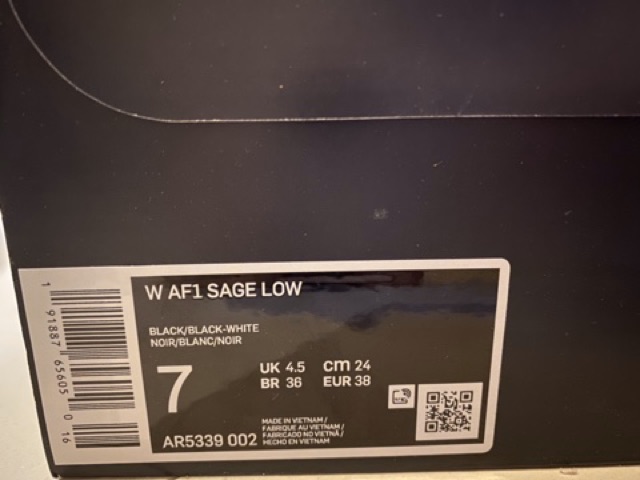 W AF1 SAGE LOW
BLACK/BLACK-WHITE
NOIR/BLANC/NOIR
7
UK 4.5 cm 24
BR 36 EUR 38
AR5339 002
MADE IN VIETNAM/
FABRIQUE AU VIETNAM/
FABRICADO NO VIETNÃ/
HECHO EN VIETNAM
1 91887 65605 0 16